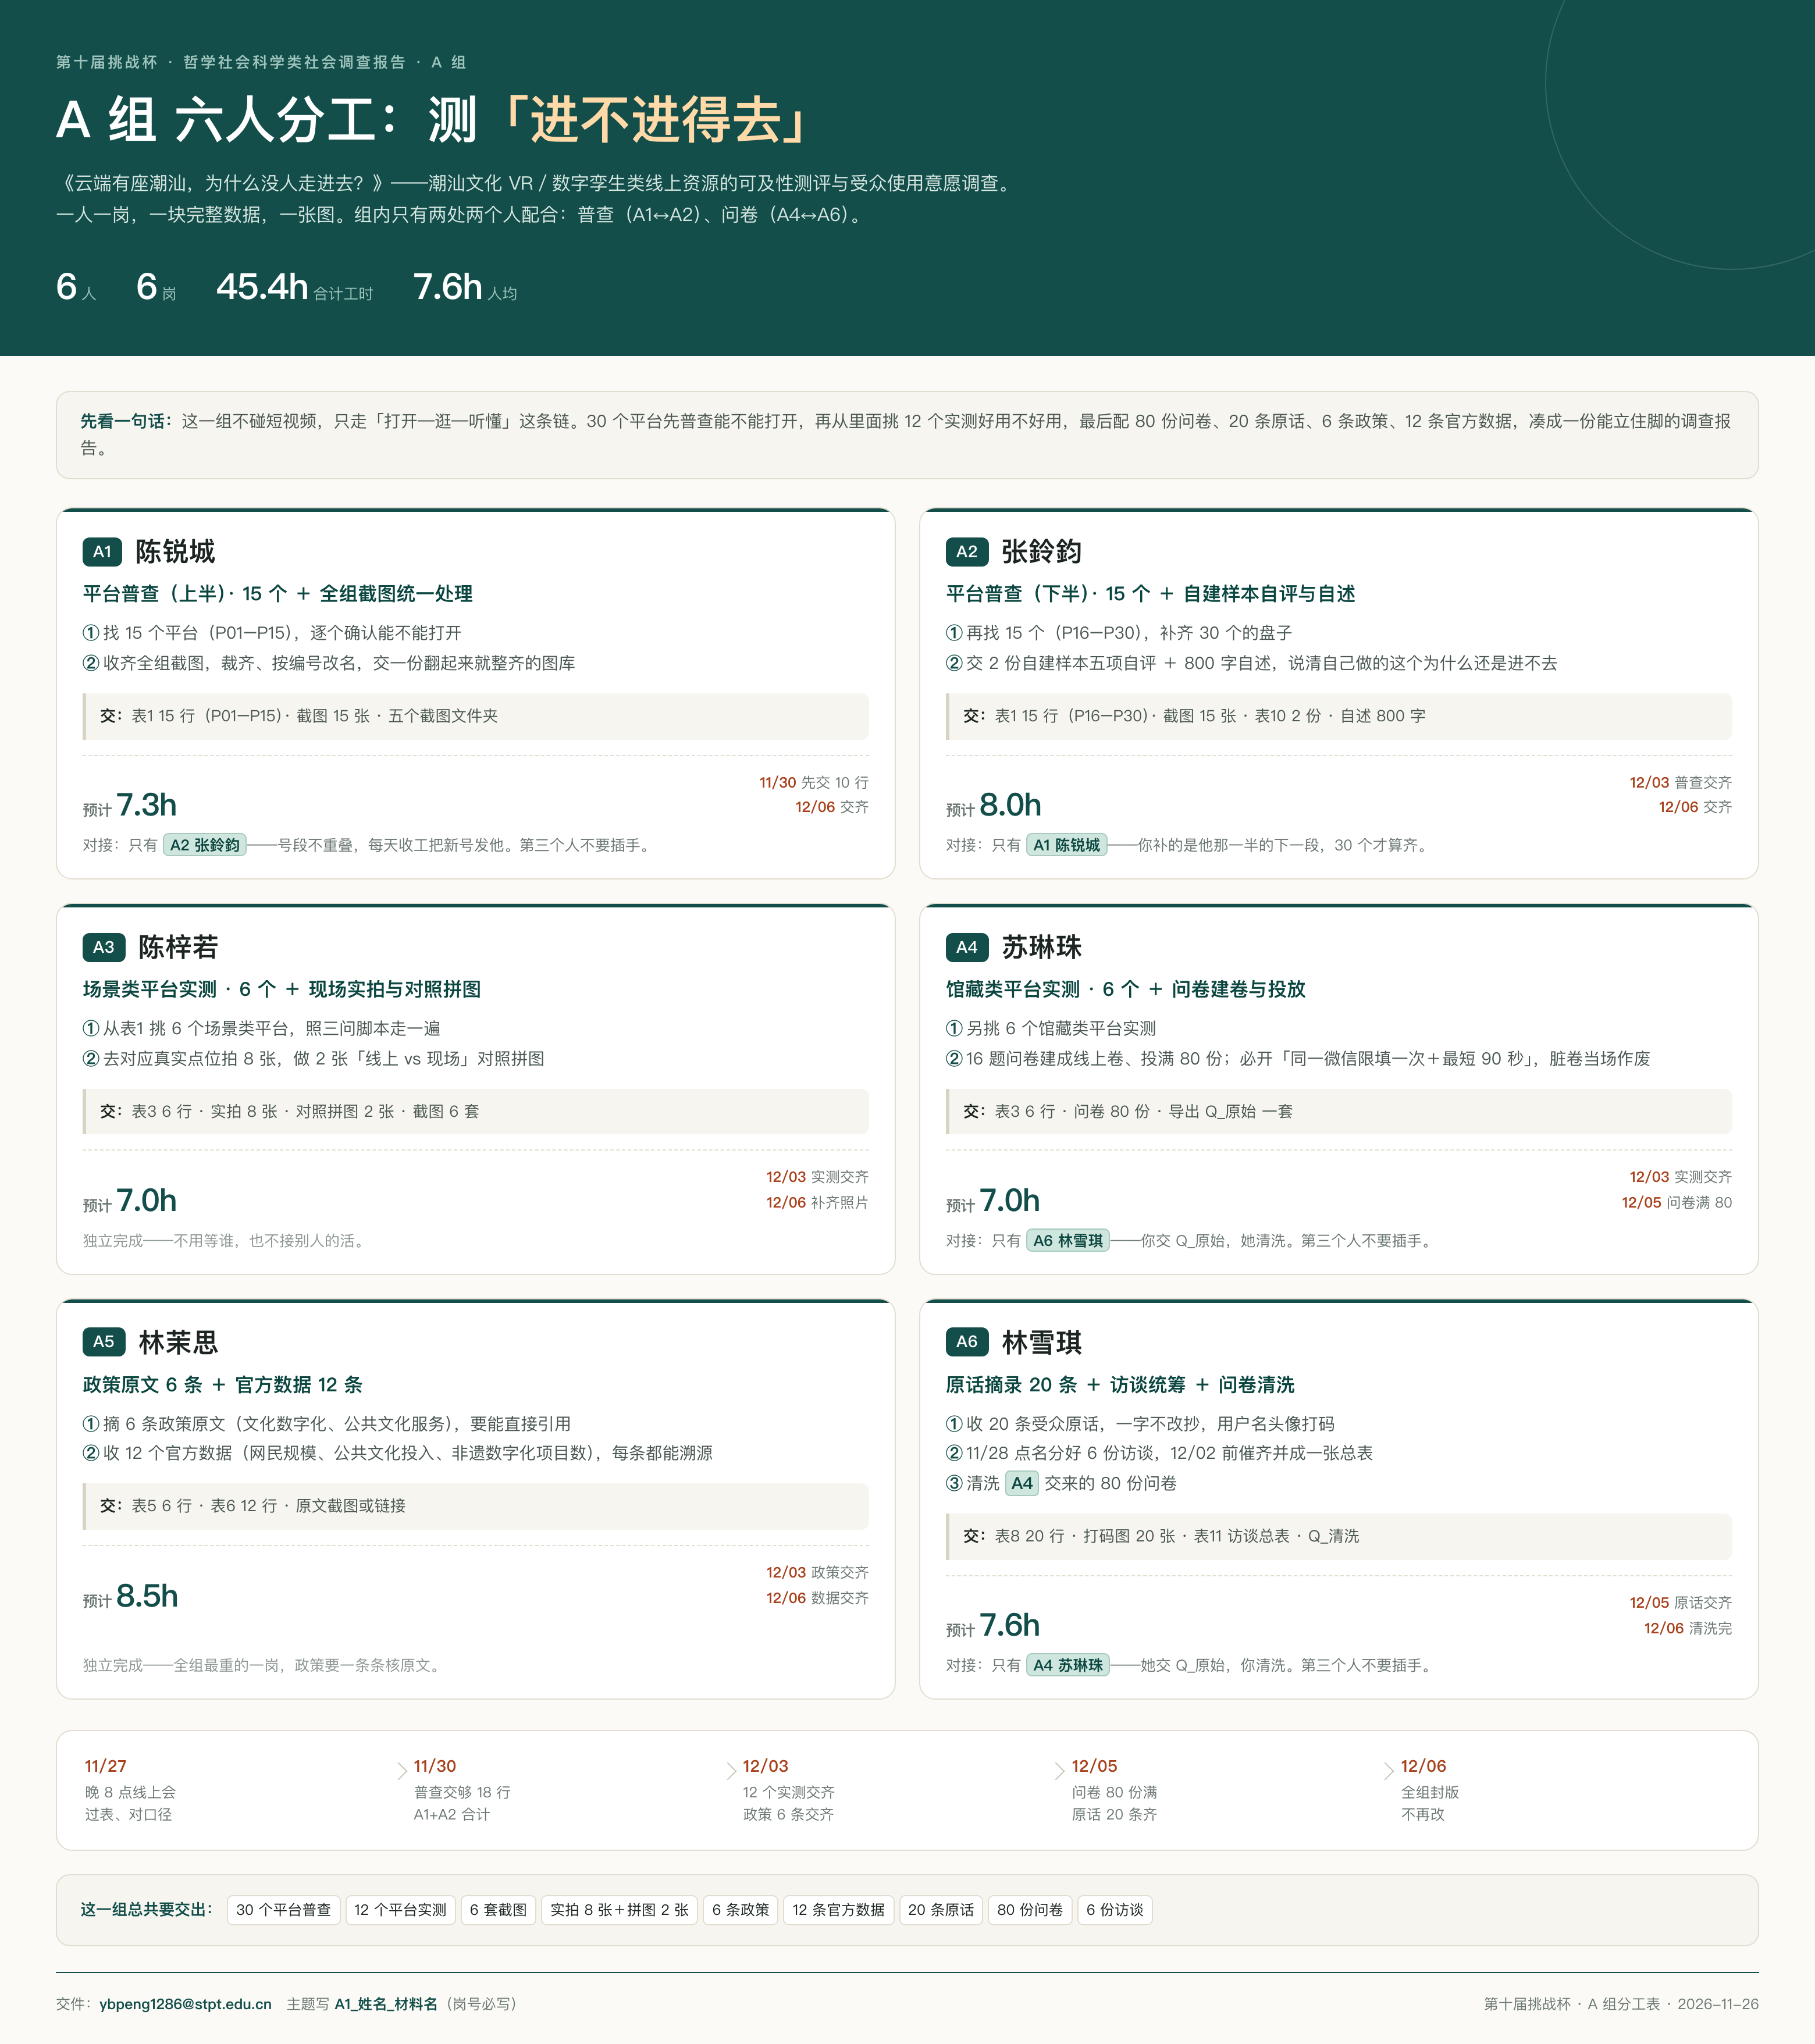 第十届挑战杯 · 哲学社会科学类社会调查报告 · A 组
A 组 六人分工：测「进不进得去」
《云端有座潮汕，为什么没人走进去？》——潮汕文化 VR / 数字孪生类线上资源的可及性测评与受众使用意愿调查。
一人一岗，一块完整数据，一张图。组内只有两处两个人配合：普查（A1↔A2）、问卷（A4↔A6）。
6 人 6 岗 45.4h 合计工时 7.6h 人均
先看一句话：这一组不碰短视频，只走「打开—逛—听懂」这条链。30 个平台先普查能不能打开，再从里面挑 12 个实测好用不好用，最后配 80 份问卷、20 条原话、6 条政策、12 条官方数据，凑成一份能立住脚的调查报
告。
A1 陈锐城
平台普查（上半）· 15 个 ＋ 全组截图统一处理
① 找 15 个平台（P01—P15），逐个确认能不能打开
② 收齐全组截图，裁齐、按编号改名，交一份翻起来就整齐的图库
交：表1 15 行（P01—P15）· 截图 15 张 · 五个截图文件夹
预计 7.3h
11/30 先交 10 行
12/06 交齐
对接：只有 A2 张鈴鈞——号段不重叠，每天收工把新号发他。第三个人不要插手。
A2 张鈴鈞
平台普查（下半）· 15 个 ＋ 自建样本自评与自述
① 再找 15 个（P16—P30），补齐 30 个的盘子
② 交 2 份自建样本五项自评 ＋ 800 字自述，说清自己做的这个为什么还是进不去
交：表1 15 行（P16—P30）· 截图 15 张 · 表10 2 份 · 自述 800 字
预计 8.0h
12/03 普查交齐
12/06 交齐
对接：只有 A1 陈锐城——你补的是他那一半的下一段，30 个才算齐。
A3 陈梓若
场景类平台实测 · 6 个 ＋ 现场实拍与对照拼图
① 从表1 挑 6 个场景类平台，照三问脚本走一遍
② 去对应真实点位拍 8 张，做 2 张「线上 vs 现场」对照拼图
交：表3 6 行 · 实拍 8 张 · 对照拼图 2 张 · 截图 6 套
预计 7.0h
12/03 实测交齐
12/06 补齐照片
独立完成——不用等谁，也不接别人的活。
A4 苏琳珠
馆藏类平台实测 · 6 个 ＋ 问卷建卷与投放
① 另挑 6 个馆藏类平台实测
② 16 题问卷建成线上卷、投满 80 份；必开「同一微信限填一次＋最短 90 秒」，脏卷当场作废
交：表3 6 行 · 问卷 80 份 · 导出 Q_原始 一套
预计 7.0h
12/03 实测交齐
12/05 问卷满 80
对接：只有 A6 林雪琪——你交 Q_原始，她清洗。第三个人不要插手。
A5 林茉思
政策原文 6 条 ＋ 官方数据 12 条
① 摘 6 条政策原文（文化数字化、公共文化服务），要能直接引用
② 收 12 个官方数据（网民规模、公共文化投入、非遗数字化项目数），每条都能溯源
交：表5 6 行 · 表6 12 行 · 原文截图或链接
预计 8.5h
12/03 政策交齐
12/06 数据交齐
独立完成——全组最重的一岗，政策要一条条核原文。
A6 林雪琪
原话摘录 20 条 ＋ 访谈统筹 ＋ 问卷清洗
① 收 20 条受众原话，一字不改抄，用户名头像打码
② 11/28 点名分好 6 份访谈，12/02 前催齐并成一张总表
③ 清洗 A4 交来的 80 份问卷
交：表8 20 行 · 打码图 20 张 · 表11 访谈总表 · Q_清洗
预计 7.6h
12/05 原话交齐
12/06 清洗完
对接：只有 A4 苏琳珠——她交 Q_原始，你清洗。第三个人不要插手。
11/27
晚 8 点线上会
过表、对口径
11/30
普查交够 18 行
A1+A2 合计
12/03
12 个实测交齐
政策 6 条交齐
12/05
问卷 80 份满
原话 20 条齐
12/06
全组封版
不再改
这一组总共要交出： 30 个平台普查 12 个平台实测 6 套截图 实拍 8 张＋拼图 2 张 6 条政策 12 条官方数据 20 条原话 80 份问卷 6 份访谈
交件：ybpeng1286@stpt.edu.cn 主题写 A1_姓名_材料名（岗号必写）
第十届挑战杯 · A 组分工表 · 2026-11-26